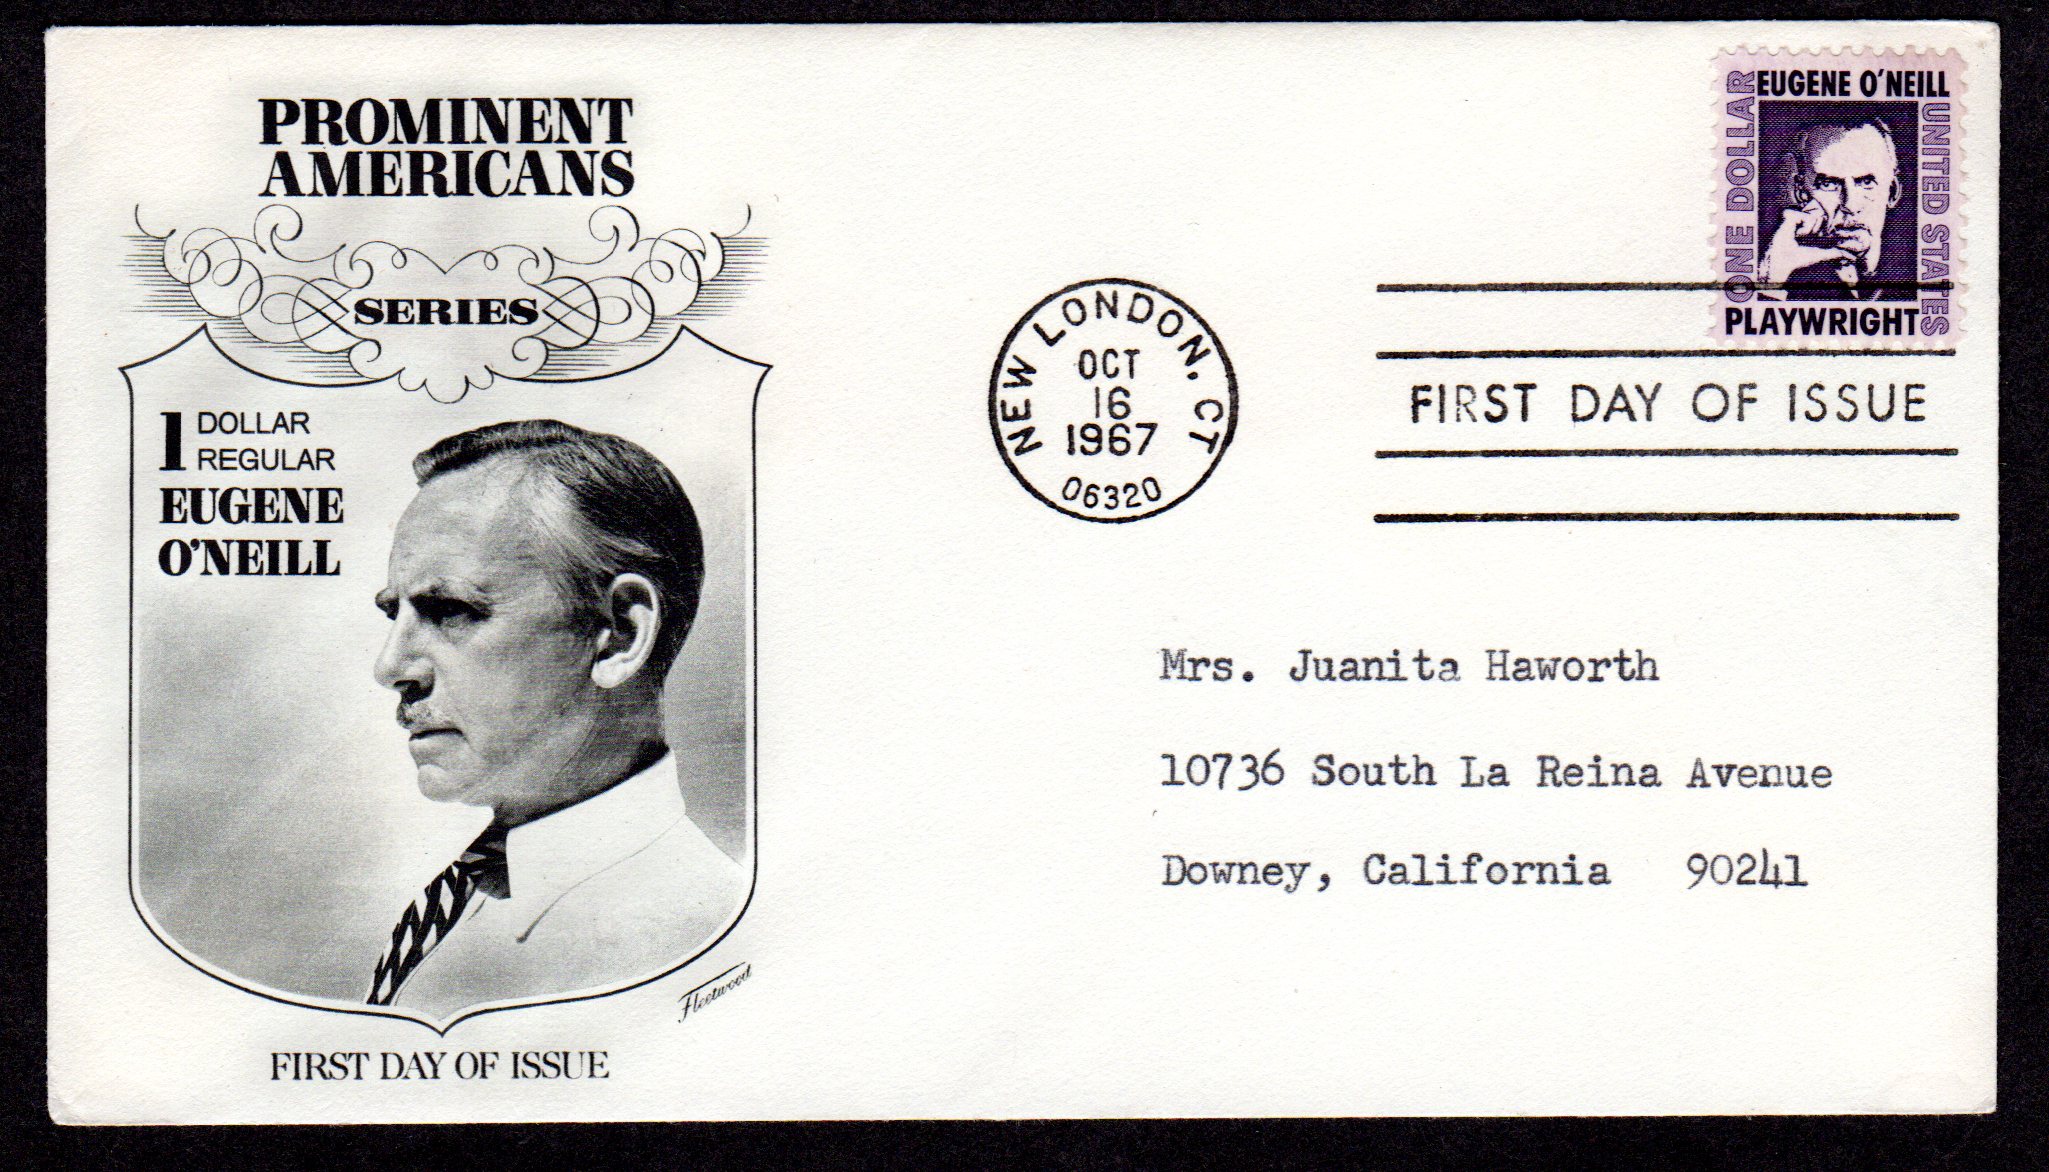 PROMINENT
AMERICANS
SERIES
1 DOLLAR
REGULAR
EUGENE
O'NEILL
Fleetwood
FIRST DAY OF ISSUE
NEW LONDON, CT
OCT
16
1967
06320
EUGENE O'NEILL
ONE DOLLAR
UNITED STATES
PLAYWRIGHT
FIRST DAY OF ISSUE
Mrs. Juanita Haworth
10736 South La Reina Avenue
Downey, California 90241